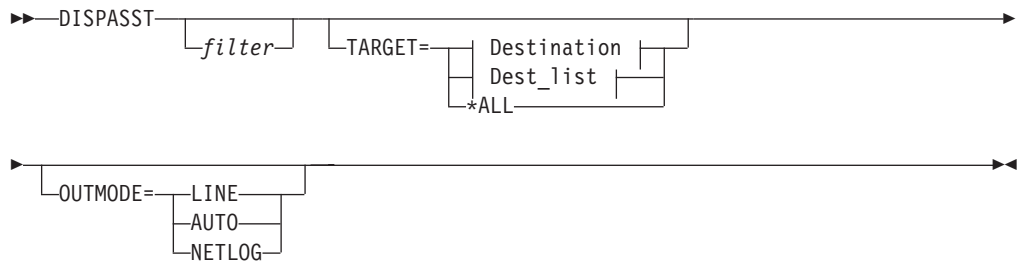 DISPASST
filter
TARGET= Destination
Dest_list
*ALL
OUTMODE= LINE
AUTO
NETLOG